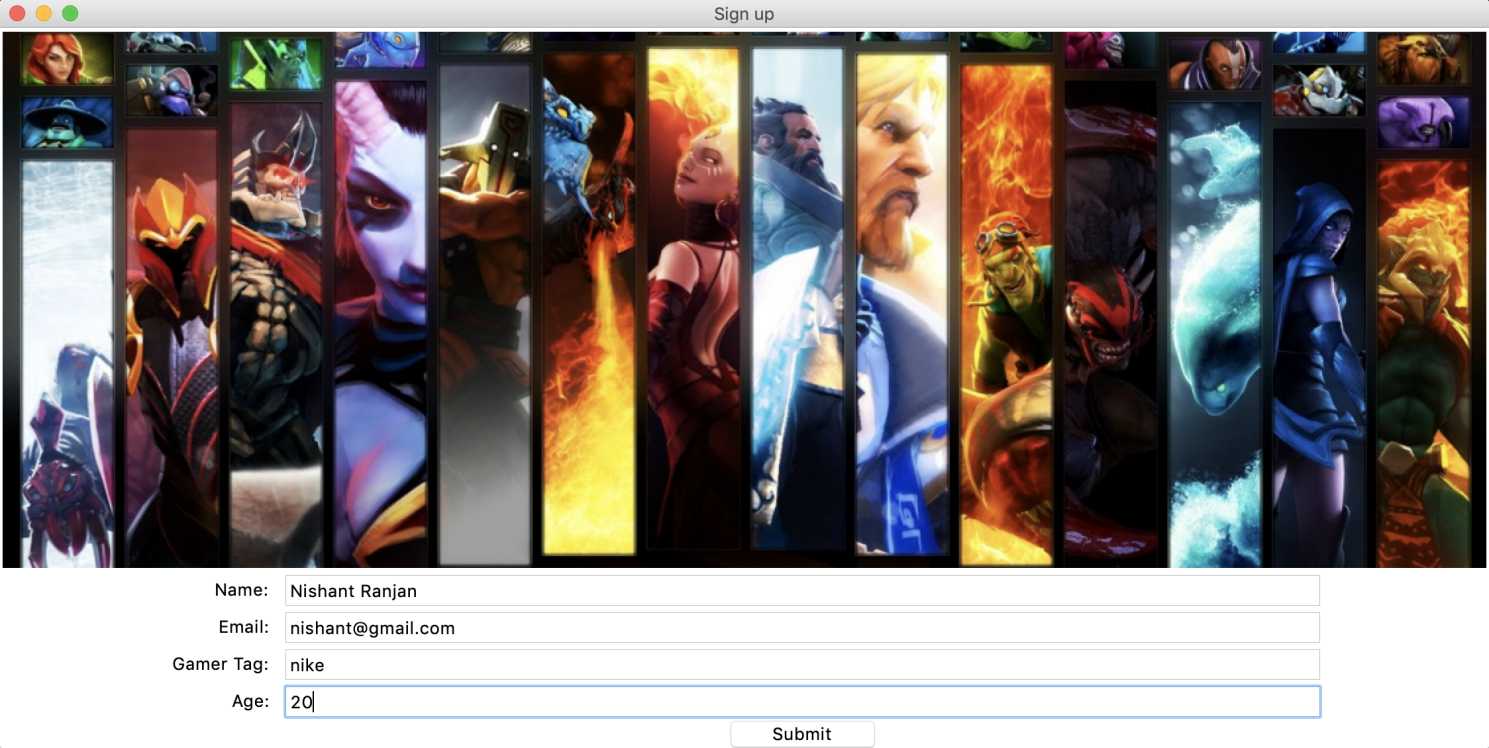 Sign up
Name: Nishant Ranjan
Email: nishant@gmail.com
Gamer Tag: nike
Age: 20
Submit